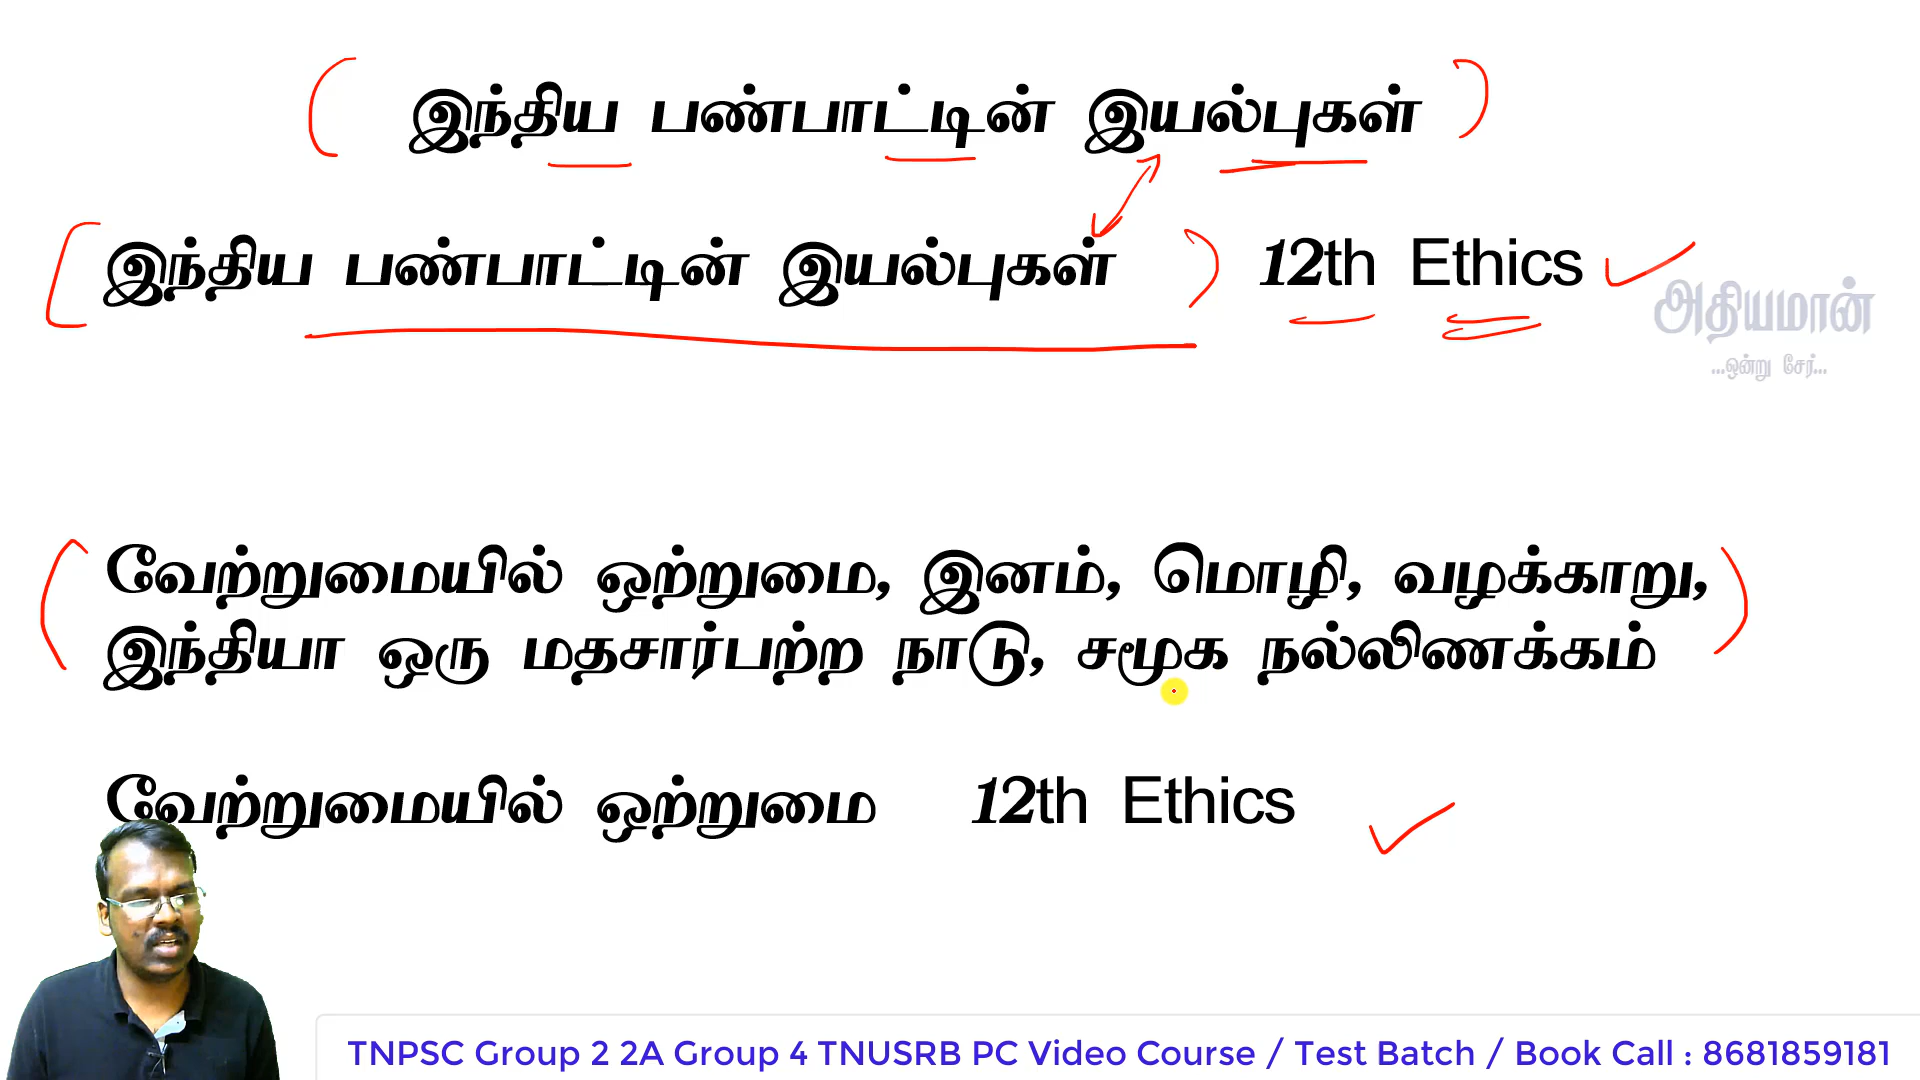 இந்திய பண்பாட்டின் இயல்புகள்
இந்திய பண்பாட்டின் இயல்புகள் 12th Ethics
அதியமான்
...ஒன்று சேர்...
வேற்றுமையில் ஒற்றுமை, இனம், மொழி, வழக்காறு,
இந்தியா ஒரு மதசார்பற்ற நாடு, சமூக நல்லிணக்கம்
வேற்றுமையில் ஒற்றுமை 12th Ethics
TNPSC Group 2 2A Group 4 TNUSRB PC Video Course / Test Batch / Book Call : 8681859181